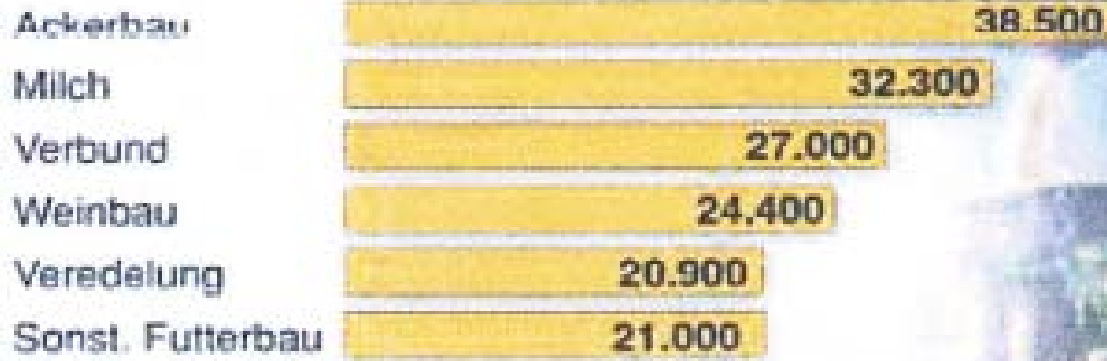 Ackerbau 38.500
Milch 32.300
Verbund 27.000
Weinbau 24.400
Veredelung 20.900
Sonst. Futterbau 21.000